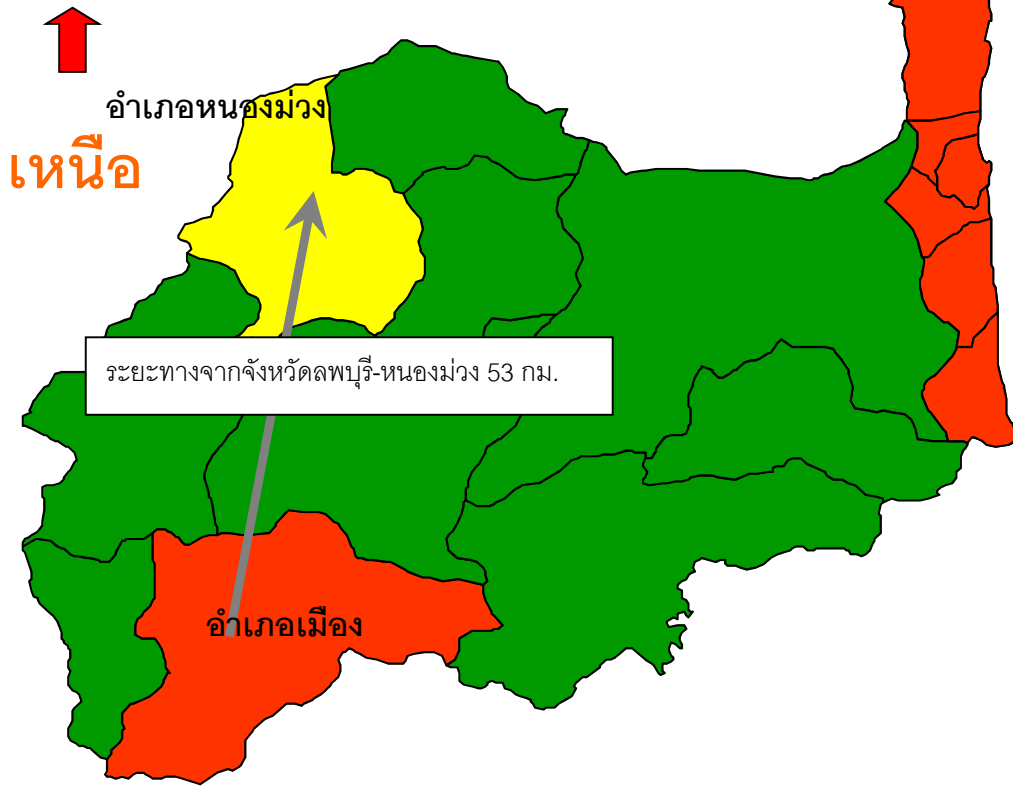 อำเภอหนองม่วง
เหนือ
ระยะทางจากจังหวัดลพบุรี-หนองม่วง 53 กม.
อำเภอเมือง